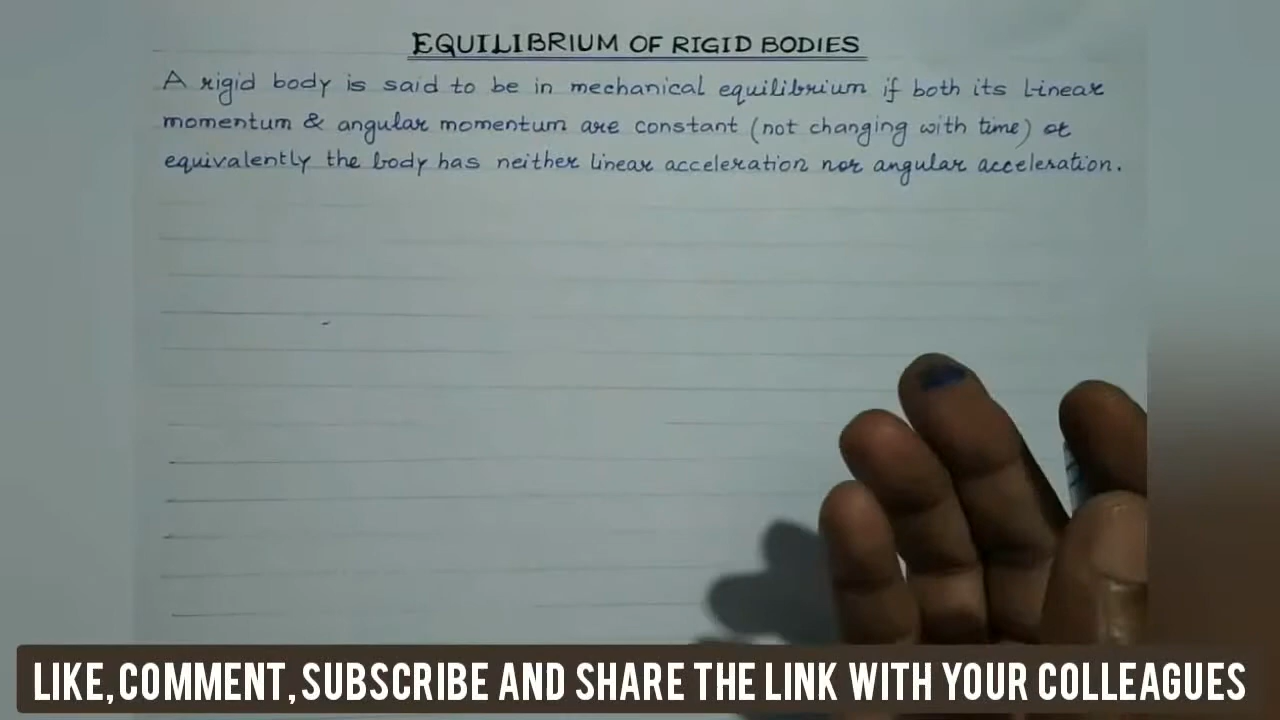 EQUILIBRIUM OF RIGID BODIES
A rigid body is said to be in mechanical equilibrium if both its linear
momentum & angular momentum are constant (not changing with time) or
equivalently the body has neither linear acceleration nor angular acceleration.
LIKE, COMMENT, SUBSCRIBE AND SHARE THE LINK WITH YOUR COLLEAGUES